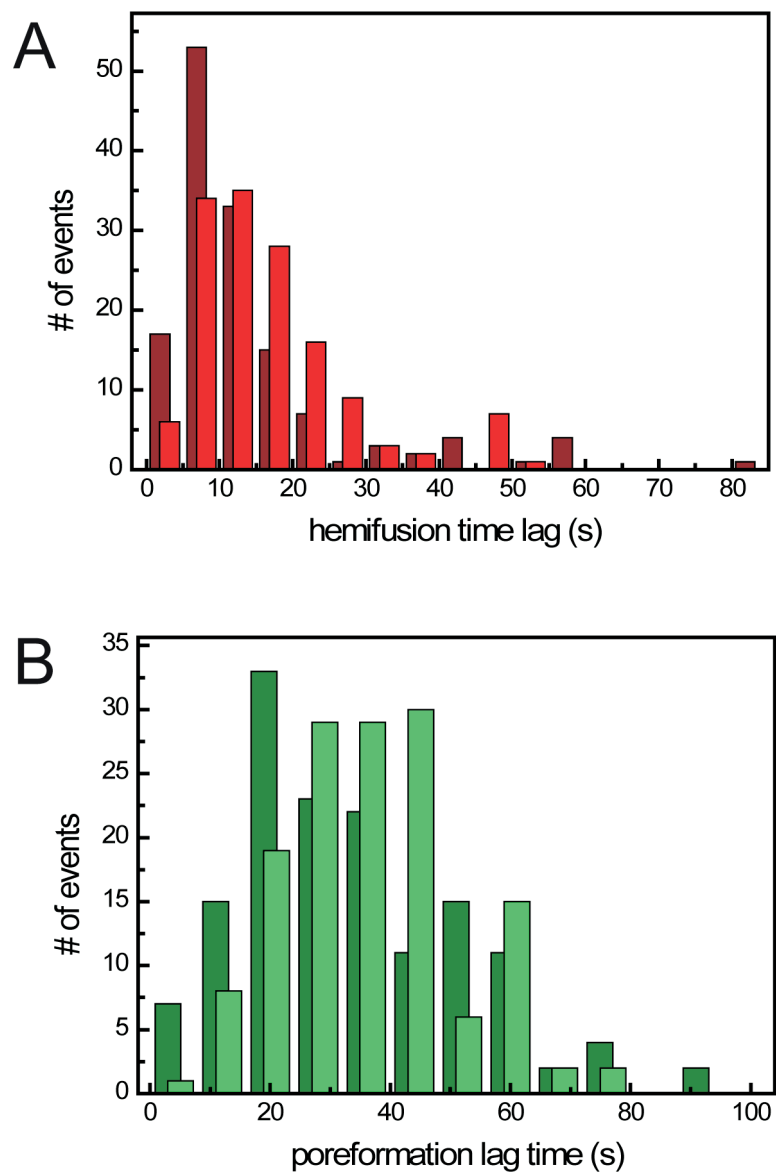 A
50
40
30
20
10
0
# of events
0 10 20 30 40 50 60 70 80
hemifusion time lag (s)
B
35
30
25
20
15
10
5
0
# of events
0 20 40 60 80 100
poreformation lag time (s)